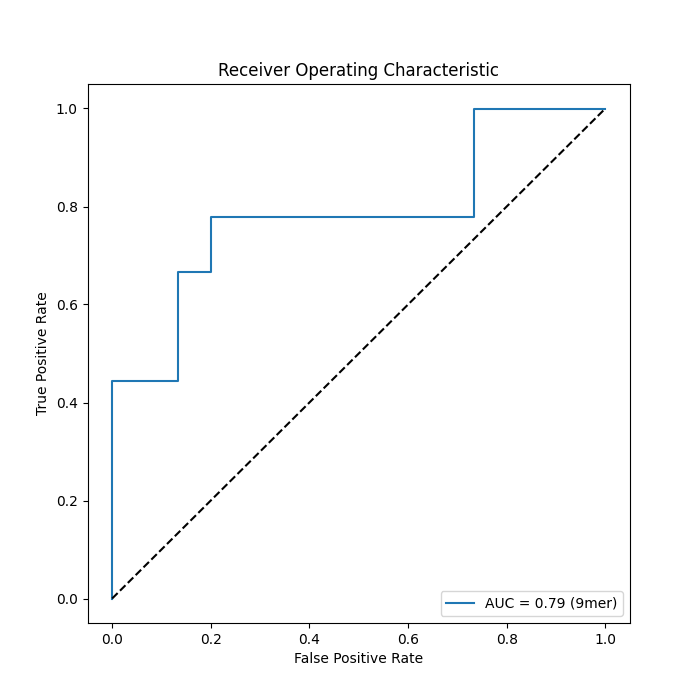 Receiver Operating Characteristic
1.0
0.8
0.6
0.4
0.2
0.0
True Positive Rate
AUC = 0.79 (9mer)
0.0 0.2 0.4 0.6 0.8 1.0
False Positive Rate